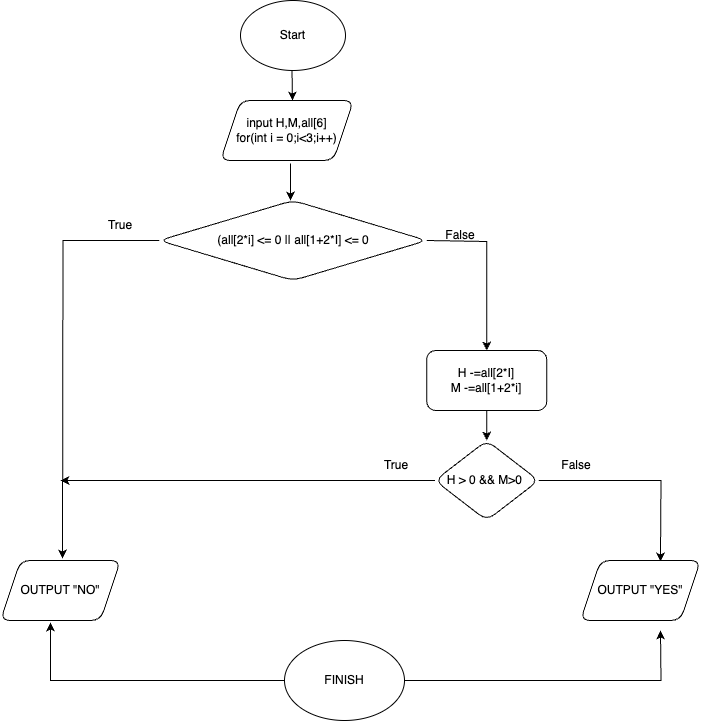 Start
input H,M,all[6]
for(int i = 0;i<3;i++)
True
(all[2*i] <= 0 || all[1+2*I] <= 0
False
H -=all[2*I]
M -=all[1+2*i]
True
H > 0 && M>0
False
OUTPUT "NO"
OUTPUT "YES"
FINISH